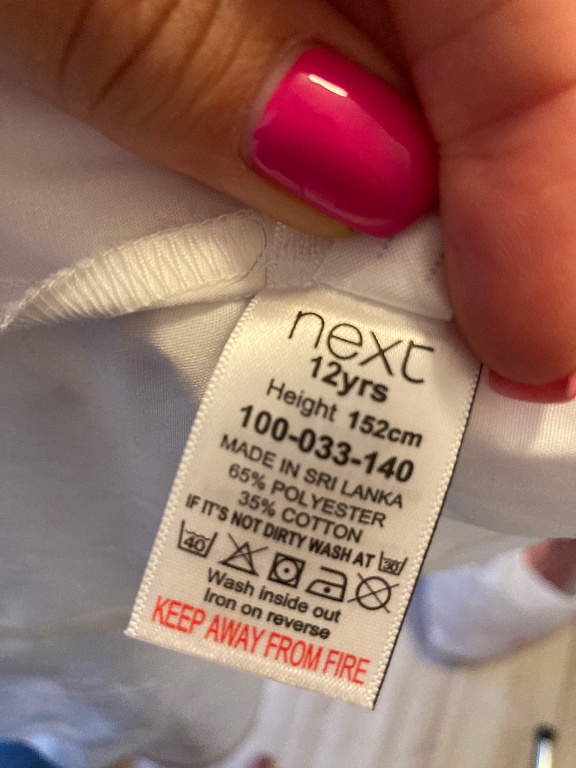 next
12yrs
Height 152cm
100-033-140
MADE IN SRI LANKA
65% POLYESTER
35% COTTON
IF IT'S NOT DIRTY WASH AT 30°
40
Wash inside out
Iron on reverse
KEEP AWAY FROM FIRE